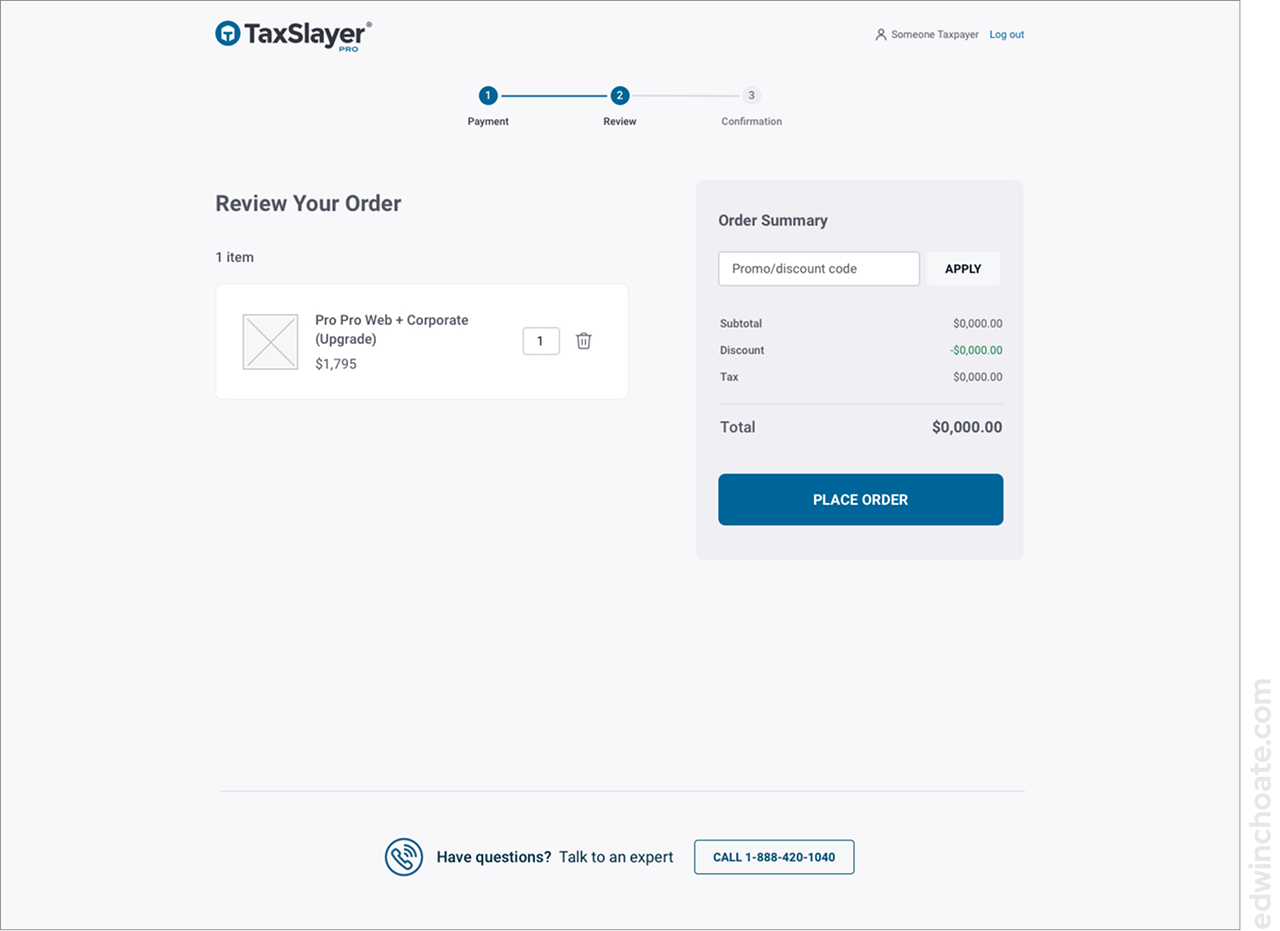 TaxSlayer®
PRO
Someone Taxpayer Log out
1 2 3
Payment Review Confirmation
Review Your Order
1 item
Pro Pro Web + Corporate
(Upgrade)
$1,795
1
Order Summary
Promo/discount code APPLY
Subtotal $0,000.00
Discount -$0,000.00
Tax $0,000.00
Total $0,000.00
PLACE ORDER
Have questions? Talk to an expert CALL 1-888-420-1040
edwinchoate.com